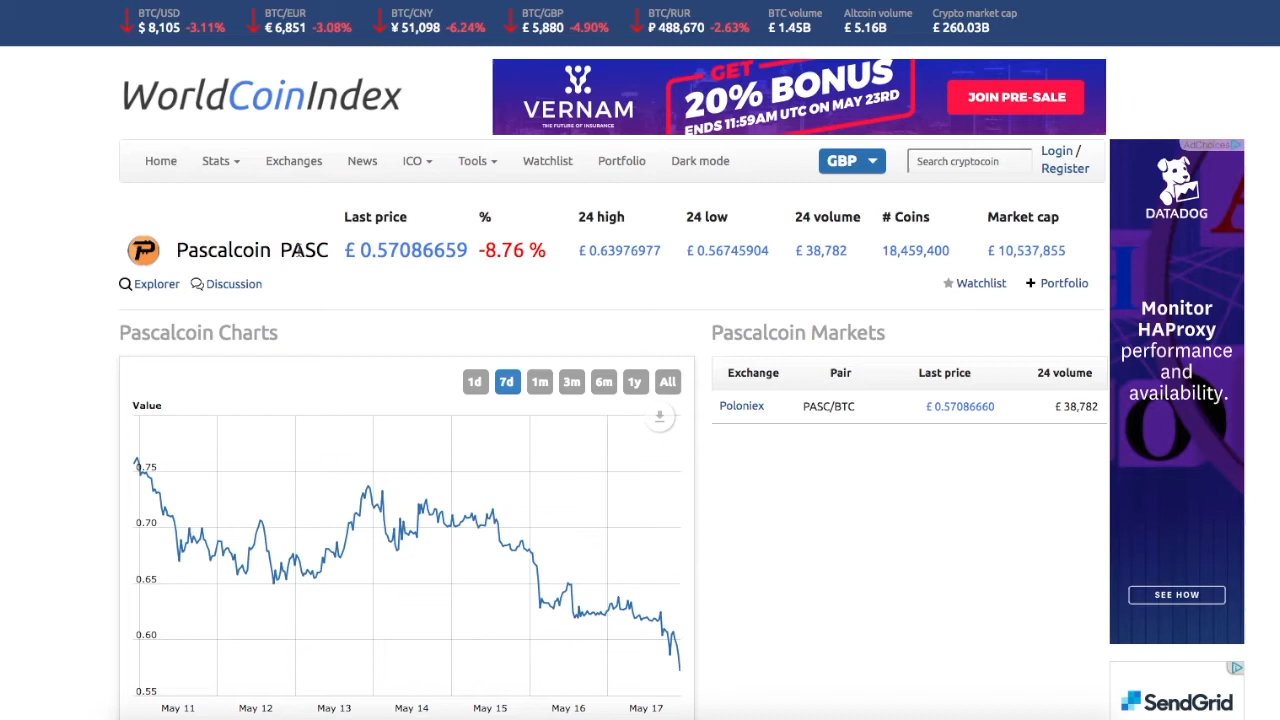 BTC/USD BTC/EUR BTC/CNY BTC/GBP BTC/RUR BTC volume Altcoin volume Crypto market cap
$ 8,105 -3.11% € 6,851 -3.08% ¥ 51,098 -6.24% £ 5,880 -4.90% ₽ 488,670 -2.63% £ 1.45B £ 5.16B £ 260.03B
WorldCoinIndex
VERNAM
THE FUTURE OF INSURANCE
GET
20% BONUS
ENDS 11:59AM UTC ON MAY 23RD
JOIN PRE-SALE
Home Stats Exchanges News ICO Tools Watchlist Portfolio Dark mode GBP Search cryptocoin Login / Register
AdChoices
DATADOG
Last price % 24 high 24 low 24 volume # Coins Market cap
Pascalcoin PASC £ 0.57086659 -8.76 % £ 0.63976977 £ 0.56745904 £ 38,782 18,459,400 £ 10,537,855
Explorer Discussion Watchlist + Portfolio
Monitor
HAProxy
performance
and
availability.
SEE HOW
Pascalcoin Charts
1d 7d 1m 3m 6m 1y All
Value
0.75
0.70
0.65
0.60
0.55
May 11 May 12 May 13 May 14 May 15 May 16 May 17
Pascalcoin Markets
Exchange Pair Last price 24 volume
Poloniex PASC/BTC £ 0.57086660 £ 38,782
SendGrid